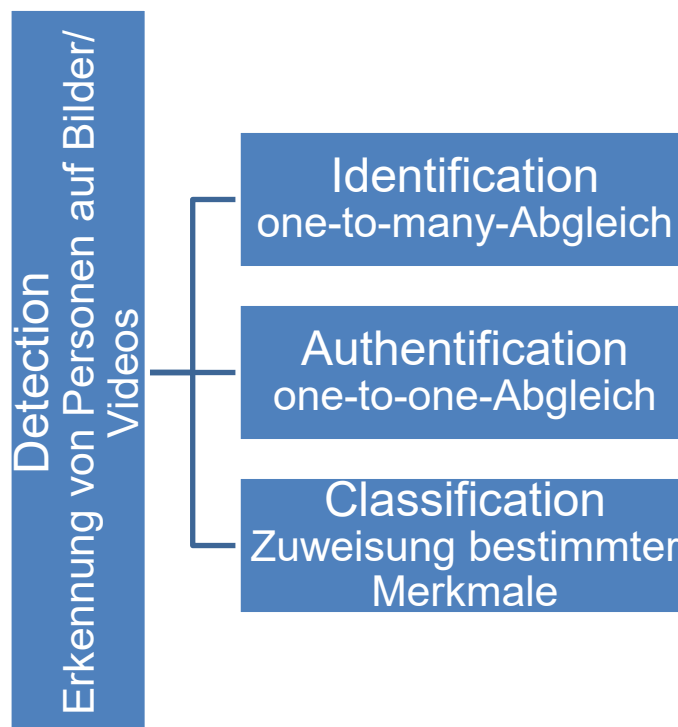 Detection
Erkennung von Personen auf Bilder/
Videos
Identification
one-to-many-Abgleich
Authentification
one-to-one-Abgleich
Classification
Zuweisung bestimmter
Merkmale